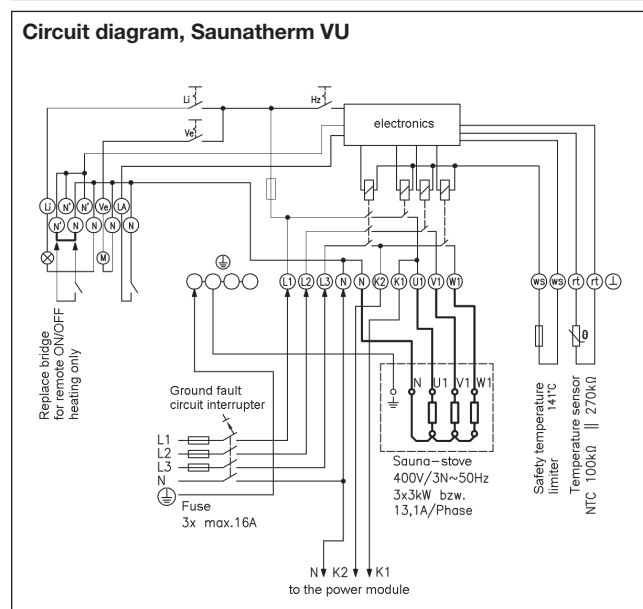 Circuit diagram, Saunatherm VU
Li
Hz
electronics
Ve
Li N' N' Ve LA
N' N N N N
M
L1 L2 L3 N N K2 K1 U1 V1 W1
ws ws rt rt
θ
Replace bridge
for remote ON/OFF
heating only
Ground fault
circuit interrupter
L1
L2
L3
N
Fuse
3x max.16A
N U1 V1 W1
Sauna-stove
400V/3N~50Hz
3x3kW bzw.
13,1A/Phase
Safety temperature
limiter 141°C
Temperature sensor
NTC 100kΩ || 270kΩ
N K2 K1
to the power module